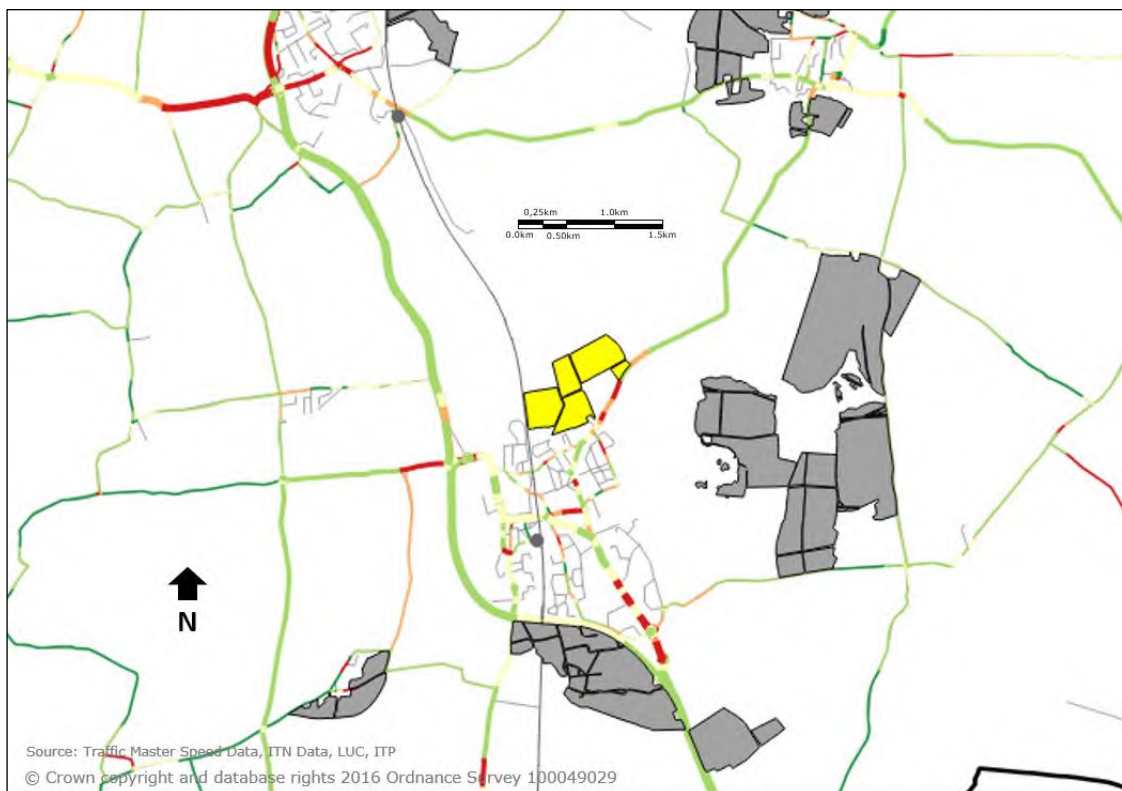 0,25km 1.0km
0.0km 0.50km 1.5km
N
Source: Traffic Master Speed Data, ITN Data, LUC, ITP
© Crown copyright and database rights 2016 Ordnance Survey 100049029